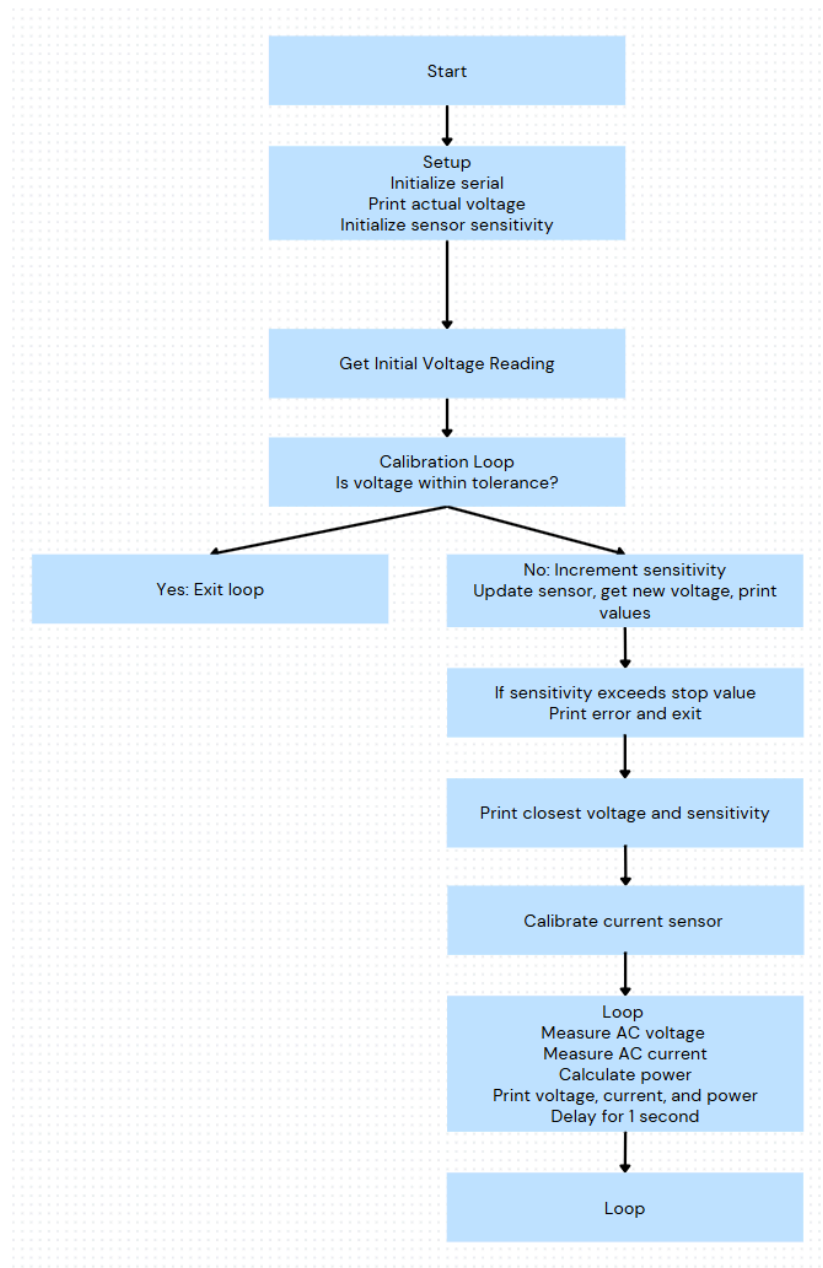 Start
Setup
Initialize serial
Print actual voltage
Initialize sensor sensitivity
Get Initial Voltage Reading
Calibration Loop
Is voltage within tolerance?
Yes: Exit loop
No: Increment sensitivity
Update sensor, get new voltage, print
values
If sensitivity exceeds stop value
Print error and exit
Print closest voltage and sensitivity
Calibrate current sensor
Loop
Measure AC voltage
Measure AC current
Calculate power
Print voltage, current, and power
Delay for 1 second
Loop